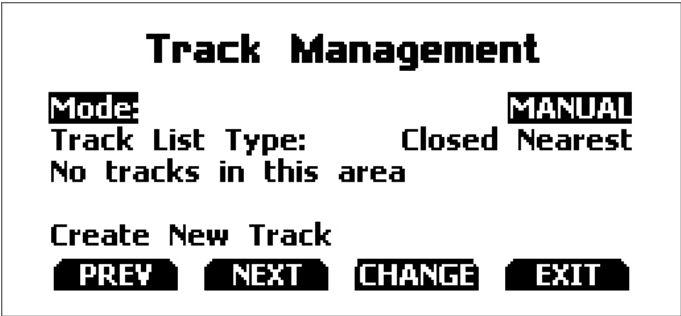 Track Management
Mode: MANUAL
Track List Type: Closed Nearest
No tracks in this area
Create New Track
PREV NEXT CHANGE EXIT